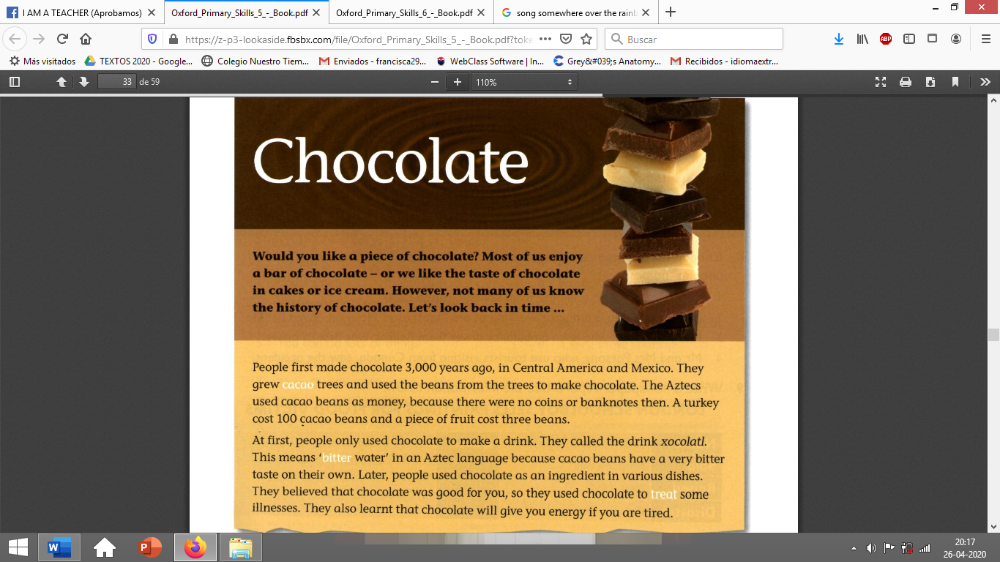 I AM A TEACHER (Aprobamos)
Oxford_Primary_Skills_5_-_Book.pdf
Oxford_Primary_Skills_6_-_Book.pdf
song somewhere over the rainb
https://z-p3-lookaside.fbsbx.com/file/Oxford_Primary_Skills_5_-_Book.pdf?toke
Buscar
ABP
Más visitados
TEXTOS 2020 - Google...
Colegio Nuestro Tiem...
Enviados - francisca29...
WebClass Software | In...
Grey&#039;s Anatomy...
Recibidos - idiomaextr...
33 de 59
110%
Chocolate
Would you like a piece of chocolate? Most of us enjoy
a bar of chocolate – or we like the taste of chocolate
in cakes or ice cream. However, not many of us know
the history of chocolate. Let's look back in time ...
People first made chocolate 3,000 years ago, in Central America and Mexico. They
grew cacao trees and used the beans from the trees to make chocolate. The Aztecs
used cacao beans as money, because there were no coins or banknotes then. A turkey
cost 100 cacao beans and a piece of fruit cost three beans.
At first, people only used chocolate to make a drink. They called the drink xocolatl.
This means ‘bitter water’ in an Aztec language because cacao beans have a very bitter
taste on their own. Later, people used chocolate as an ingredient in various dishes.
They believed that chocolate was good for you, so they used chocolate to treat some
illnesses. They also learnt that chocolate will give you energy if you are tired.
20:17
26-04-2020